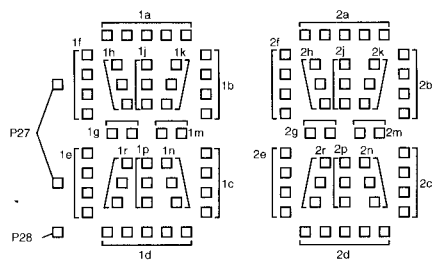 1a 2a
1f 1h 1j 1k 2f 2h 2j 2k
1b 2b
P27 1g 1m 2g 2m
1e 1r 1p 1n 2e 2r 2p 2n
1c 2c
P28
1d 2d